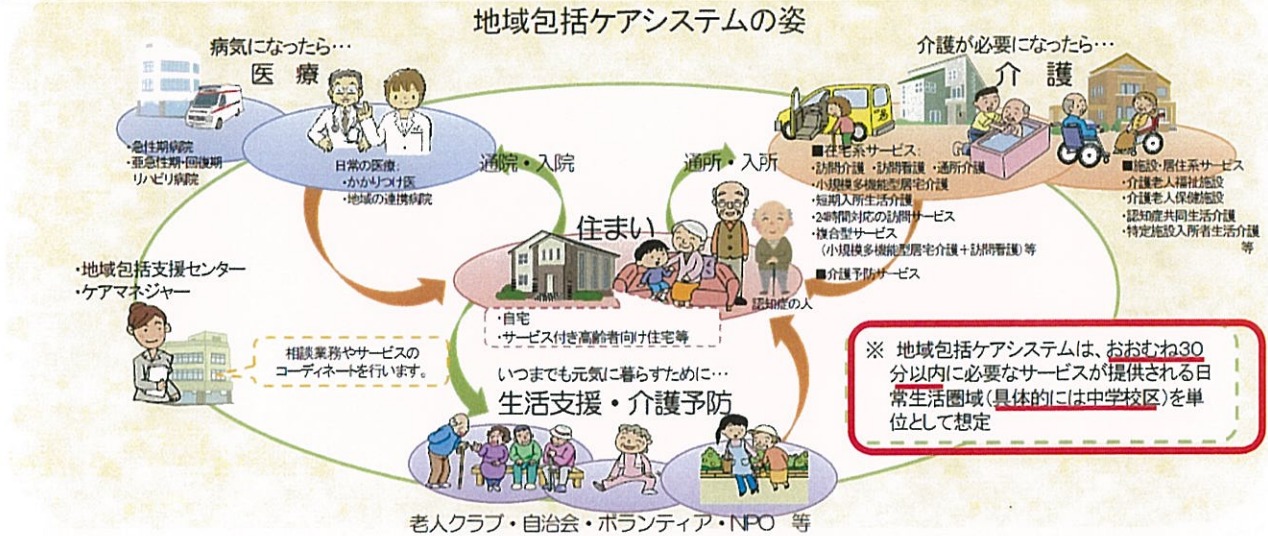 地域包括ケアシステムの姿
病気になったら…
医 療
・急性期病院
・亜急性期・回復期
リハビリ病院
日常の医療:
・かかりつけ医
・地域の連携病院
通院・入院
通所・入所
介護が必要になったら…
介 護
■在宅系サービス:
・訪問介護 ・訪問看護 ・通所介護
・小規模多機能型居宅介護
・短期入所生活介護
・24時間対応の訪問サービス
・複合型サービス
(小規模多機能型居宅介護+訪問看護)等
■介護予防サービス
■施設・居住系サービス
・介護老人福祉施設
・介護老人保健施設
・認知症共同生活介護
・特定施設入所者生活介護
等
住まい
認知症の人
・自宅
・サービス付き高齢者向け住宅等
・地域包括支援センター
・ケアマネジャー
相談業務やサービスの
コーディネートを行います。
いつまでも元気に暮らすために…
生活支援・介護予防
老人クラブ・自治会・ボランティア・NPO 等
※ 地域包括ケアシステムは、おおむね30
分以内に必要なサービスが提供される日
常生活圏域(具体的には中学校区)を単
位として想定